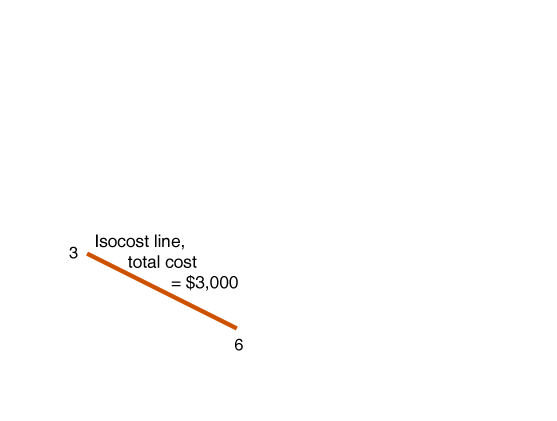 Isocost line,
3
total cost
= $3,000
6